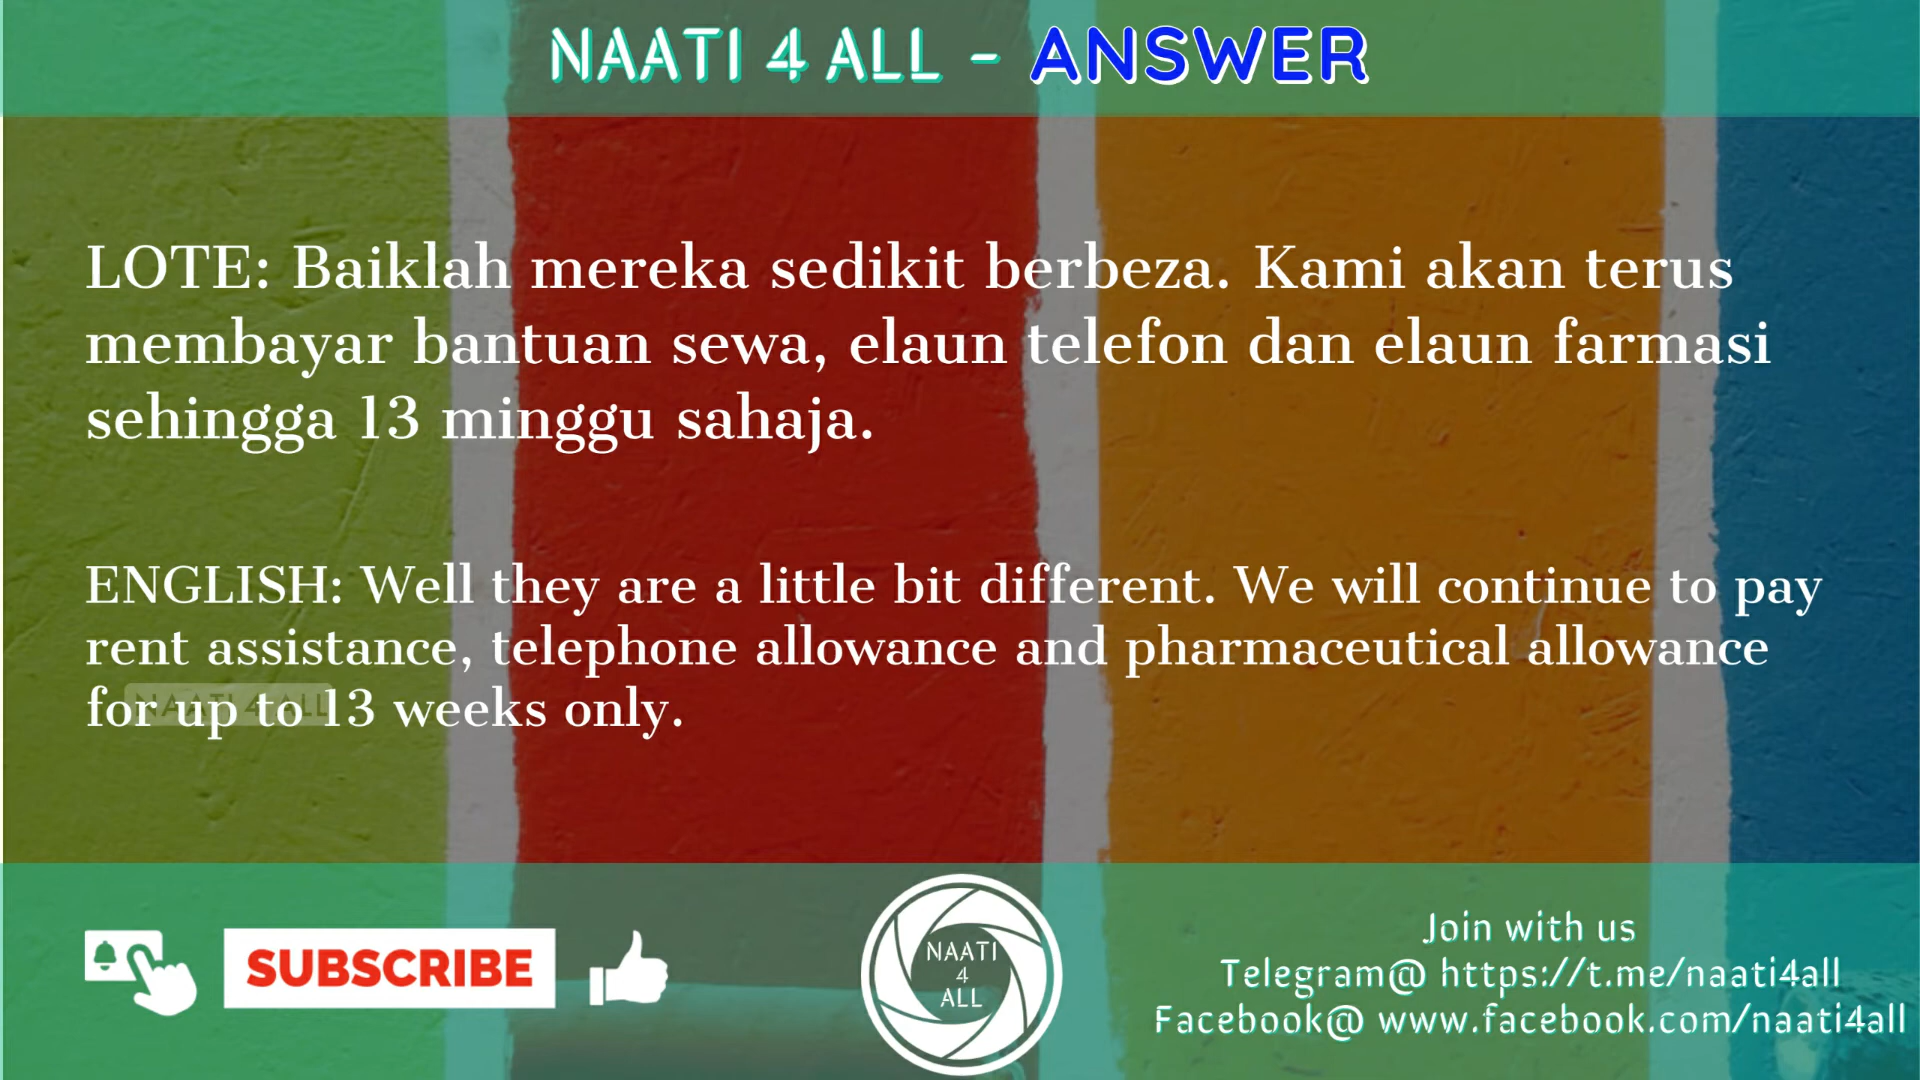 NAATI 4 ALL - ANSWER
LOTE: Baiklah mereka sedikit berbeza. Kami akan terus
membayar bantuan sewa, elaun telefon dan elaun farmasi
sehingga 13 minggu sahaja.
ENGLISH: Well they are a little bit different. We will continue to pay
rent assistance, telephone allowance and pharmaceutical allowance
for up to 13 weeks only.
NAATI 4 ALL
SUBSCRIBE
NAATI
4
ALL
Join with us
Telegram@ https://t.me/naati4all
Facebook@ www.facebook.com/naati4all